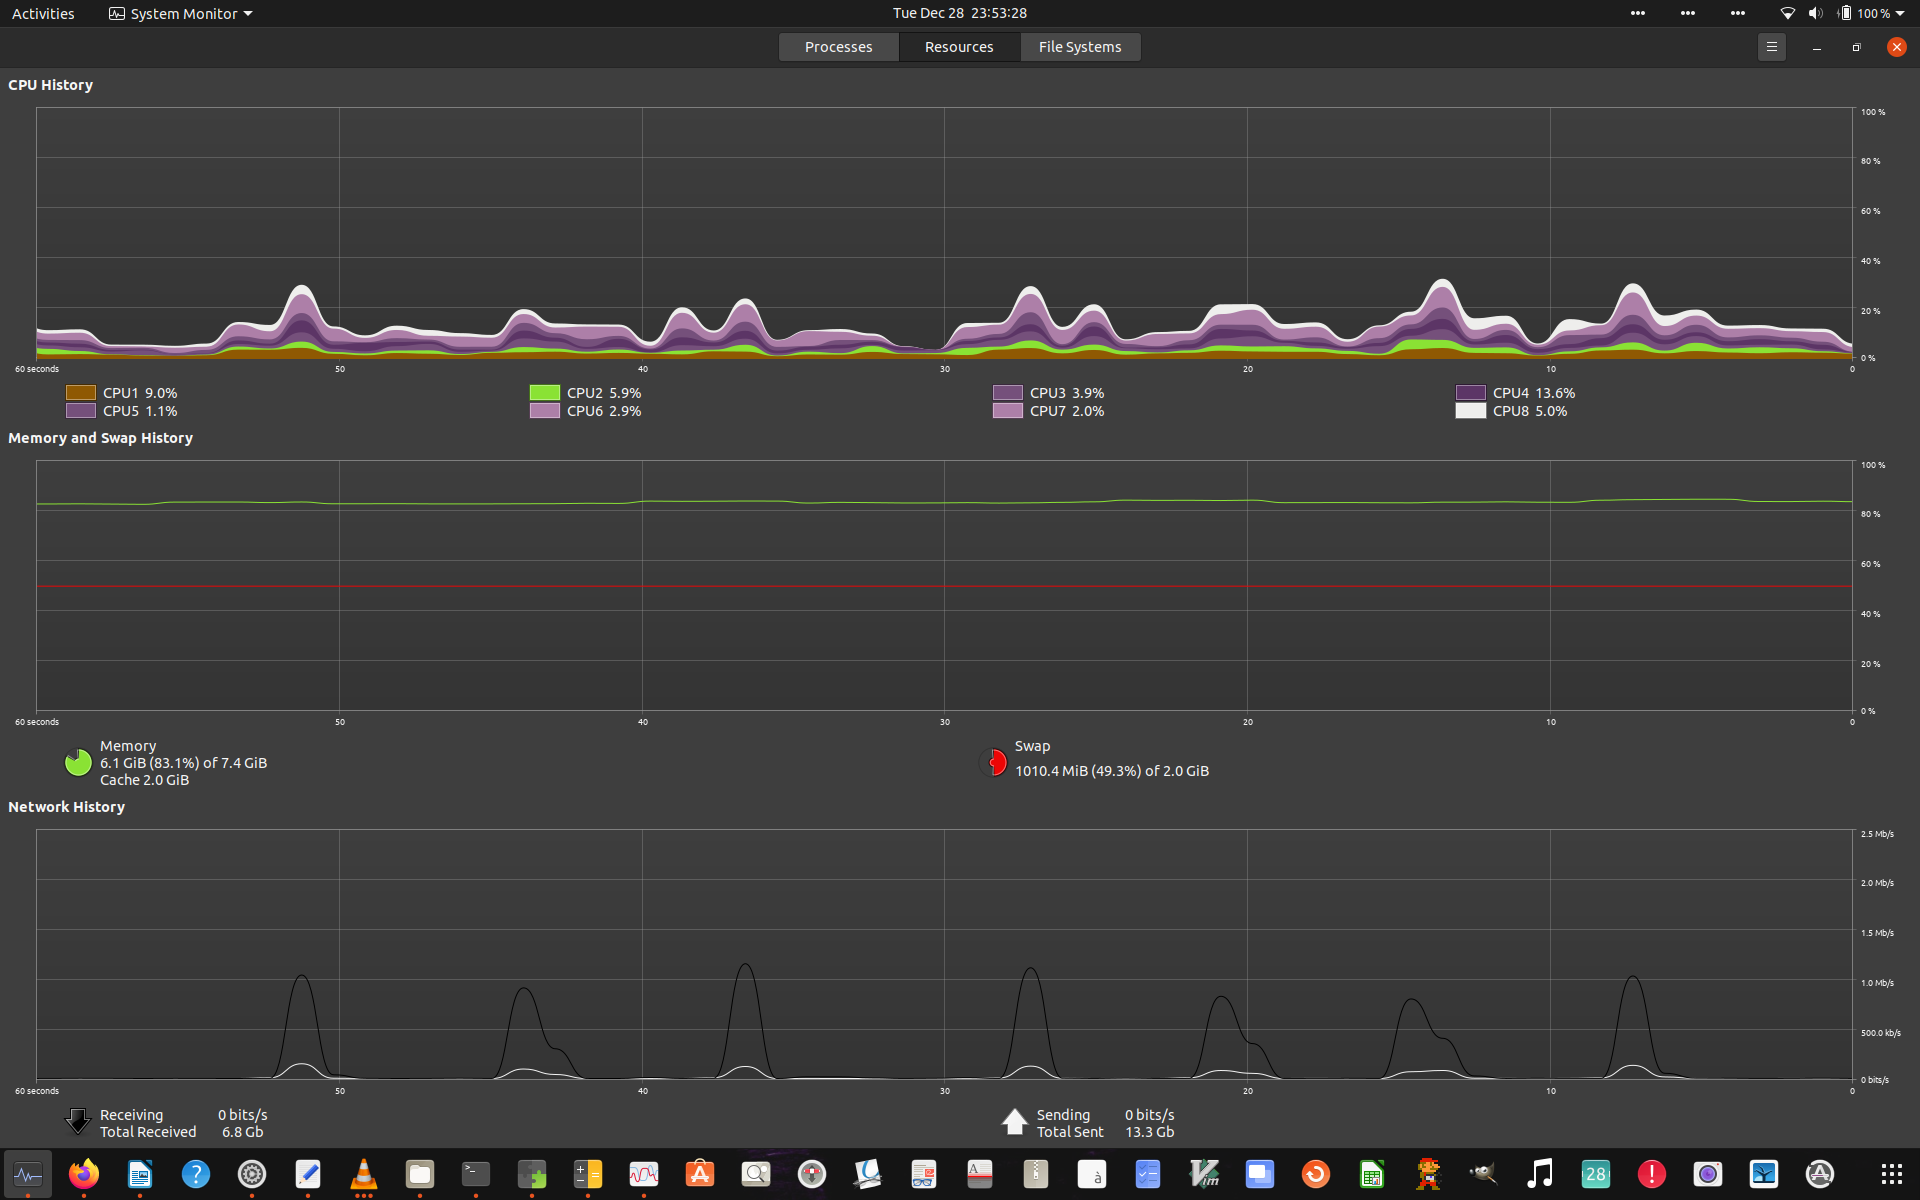 Activities System Monitor Tue Dec 28 23:53:28 100 %
Processes Resources File Systems
CPU History
100 %
80 %
60 %
40 %
20 %
0 %
60 seconds 50 40 30 20 10 0
CPU1 9.0% CPU2 5.9% CPU3 3.9% CPU4 13.6%
CPU5 1.1% CPU6 2.9% CPU7 2.0% CPU8 5.0%
Memory and Swap History
100 %
80 %
60 %
40 %
20 %
0 %
60 seconds 50 40 30 20 10 0
Memory Swap
6.1 GiB (83.1%) of 7.4 GiB 1010.4 MiB (49.3%) of 2.0 GiB
Cache 2.0 GiB
Network History
2.5 Mb/s
2.0 Mb/s
1.5 Mb/s
1.0 Mb/s
500.0 kb/s
0 bits/s
60 seconds 50 40 30 20 10 0
Receiving 0 bits/s Sending 0 bits/s
Total Received 6.8 Gb Total Sent 13.3 Gb
? >_ A à Vim 28 !